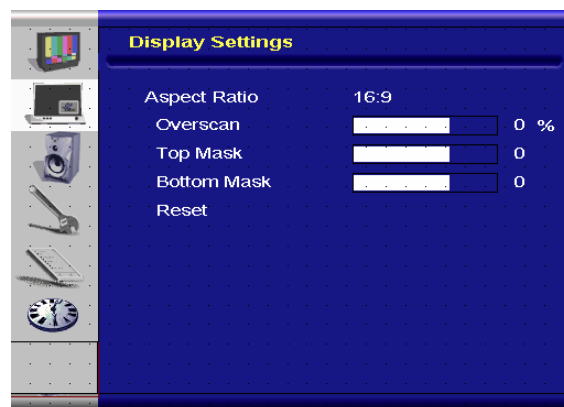 Display Settings
Aspect Ratio 16:9
Overscan 0 %
Top Mask 0
Bottom Mask 0
Reset